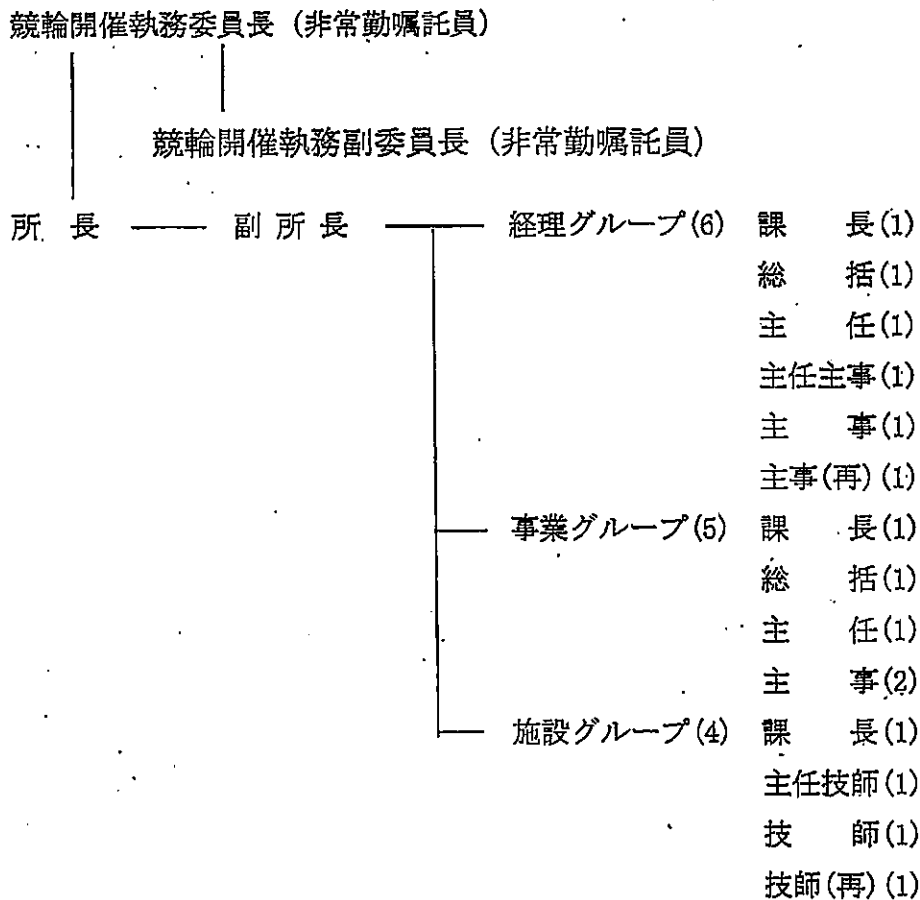 競輪開催執務委員長 (非常勤嘱託員)
競輪開催執務副委員長 (非常勤嘱託員)
所 長 副 所 長 経理グループ(6) 課 長(1)
総 括(1)
主 任(1)
主任主事(1)
主 事(1)
主事(再)(1)
事業グループ(5) 課 長(1)
総 括(1)
主 任(1)
主 事(2)
施設グループ(4) 課 長(1)
主任技師(1)
技 師(1)
技師(再)(1)